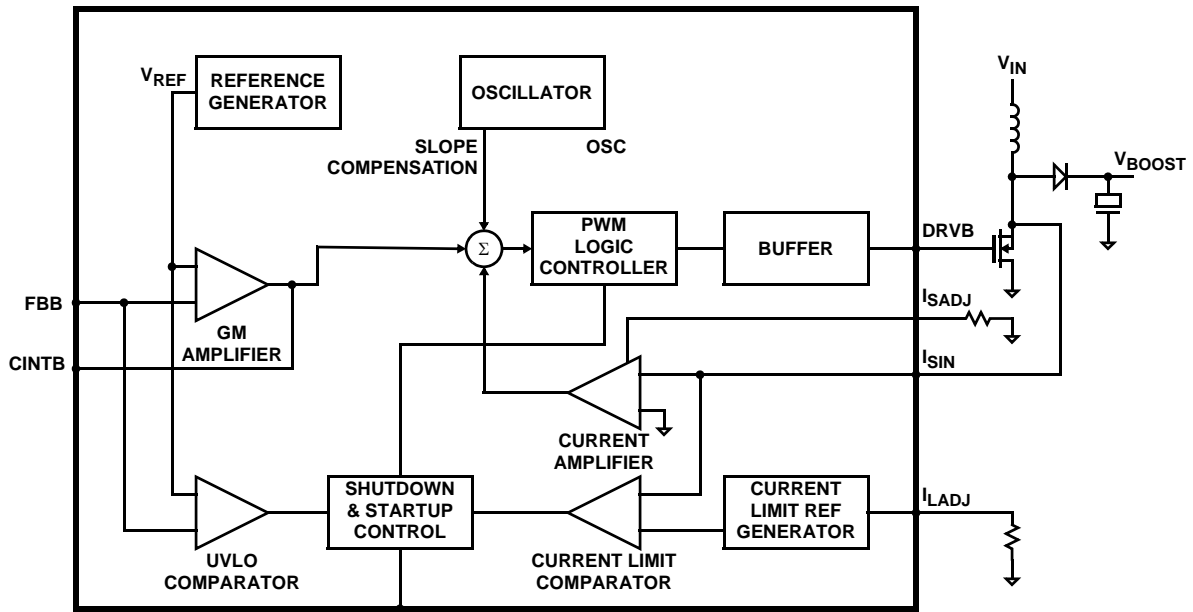 V_REF
REFERENCE
GENERATOR
OSCILLATOR
SLOPE
COMPENSATION
OSC
V_IN
V_BOOST
Σ
PWM
LOGIC
CONTROLLER
BUFFER
DRVB
FBB
GM
AMPLIFIER
CINTB
I_SADJ
I_SIN
CURRENT
AMPLIFIER
SHUTDOWN
& STARTUP
CONTROL
CURRENT
LIMIT REF
GENERATOR
I_LADJ
UVLO
COMPARATOR
CURRENT LIMIT
COMPARATOR